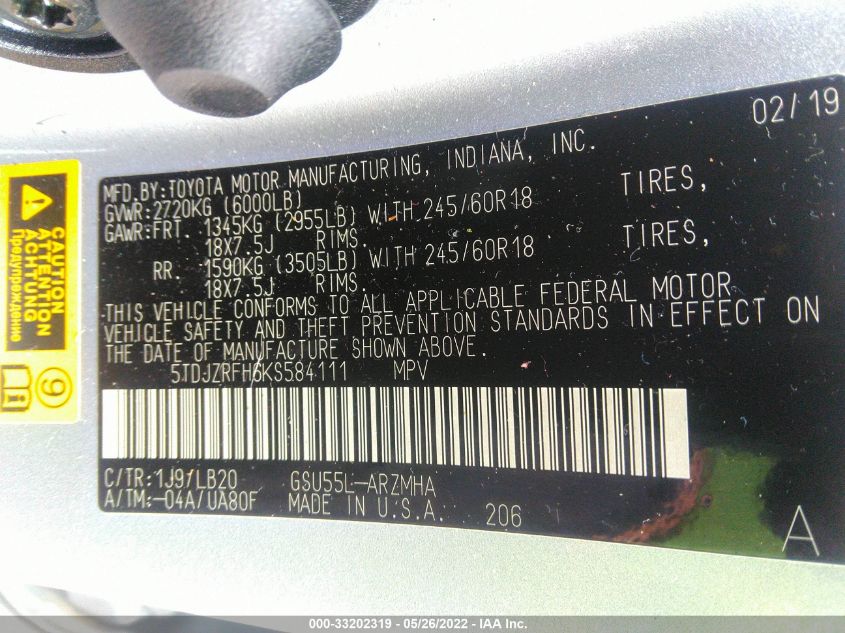 02/19
MFD.BY:TOYOTA MOTOR MANUFACTURING, INDIANA, INC.
GVWR:2720KG (6000LB)
GAWR:FRT. 1345KG (2955LB) WITH 245/60R18 TIRES,
18X7.5J RIMS.
RR. 1590KG (3505LB) WITH 245/60R18 TIRES,
18X7.5J RIMS.
THIS VEHICLE CONFORMS TO ALL APPLICABLE FEDERAL MOTOR
VEHICLE SAFETY AND THEFT PREVENTION STANDARDS IN EFFECT ON
THE DATE OF MANUFACTURE SHOWN ABOVE.
5TDJZRFH6KS584111 MPV
C/TR:1J9/LB20 GSU55L-ARZMHA
A/TM:-04A/UA80F MADE IN U.S.A. 206
A
CAUTION
ATTENTION
ACHTUNG
Предупреждение
9
000-33202319 - 05/26/2022 - IAA Inc.